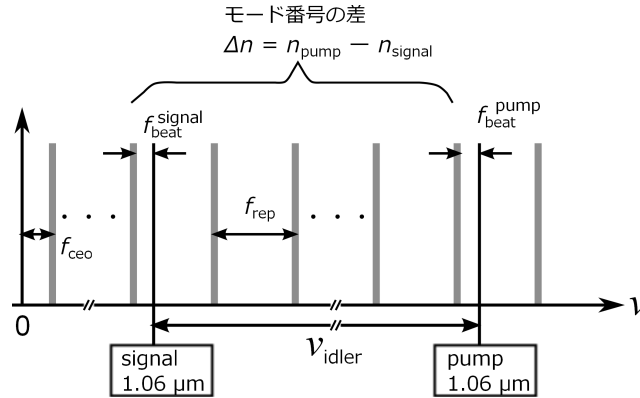 モード番号の差
Δn = n_pump − n_signal
f_beat^signal
f_beat^pump
. . .
f_rep
. . .
f_ceo
0
ν
ν_idler
signal
1.06 μm
pump
1.06 μm